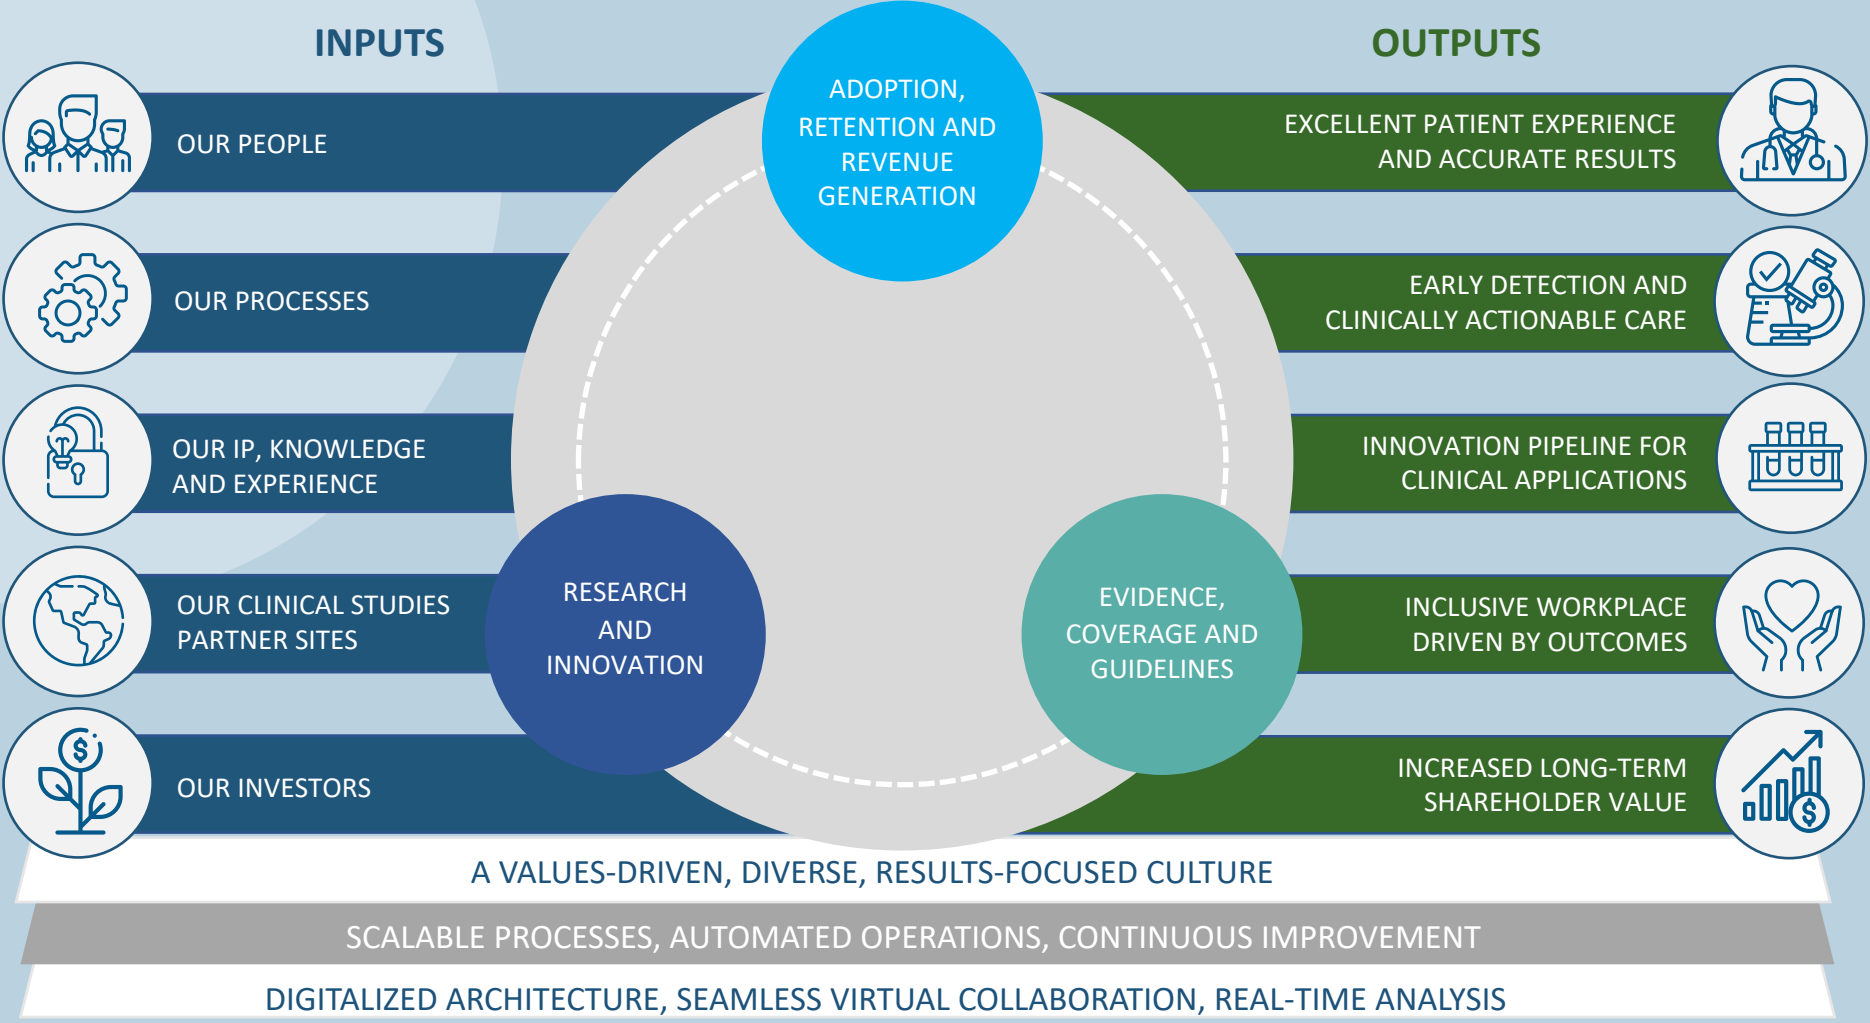 INPUTS
OUR PEOPLE
OUR PROCESSES
OUR IP, KNOWLEDGE
AND EXPERIENCE
OUR CLINICAL STUDIES
PARTNER SITES
$
OUR INVESTORS
ADOPTION,
RETENTION AND
REVENUE
GENERATION
RESEARCH
AND
INNOVATION
EVIDENCE,
COVERAGE AND
GUIDELINES
OUTPUTS
EXCELLENT PATIENT EXPERIENCE
AND ACCURATE RESULTS
EARLY DETECTION AND
CLINICALLY ACTIONABLE CARE
INNOVATION PIPELINE FOR
CLINICAL APPLICATIONS
INCLUSIVE WORKPLACE
DRIVEN BY OUTCOMES
INCREASED LONG-TERM
SHAREHOLDER VALUE
$
A VALUES-DRIVEN, DIVERSE, RESULTS-FOCUSED CULTURE
SCALABLE PROCESSES, AUTOMATED OPERATIONS, CONTINUOUS IMPROVEMENT
DIGITALIZED ARCHITECTURE, SEAMLESS VIRTUAL COLLABORATION, REAL-TIME ANALYSIS